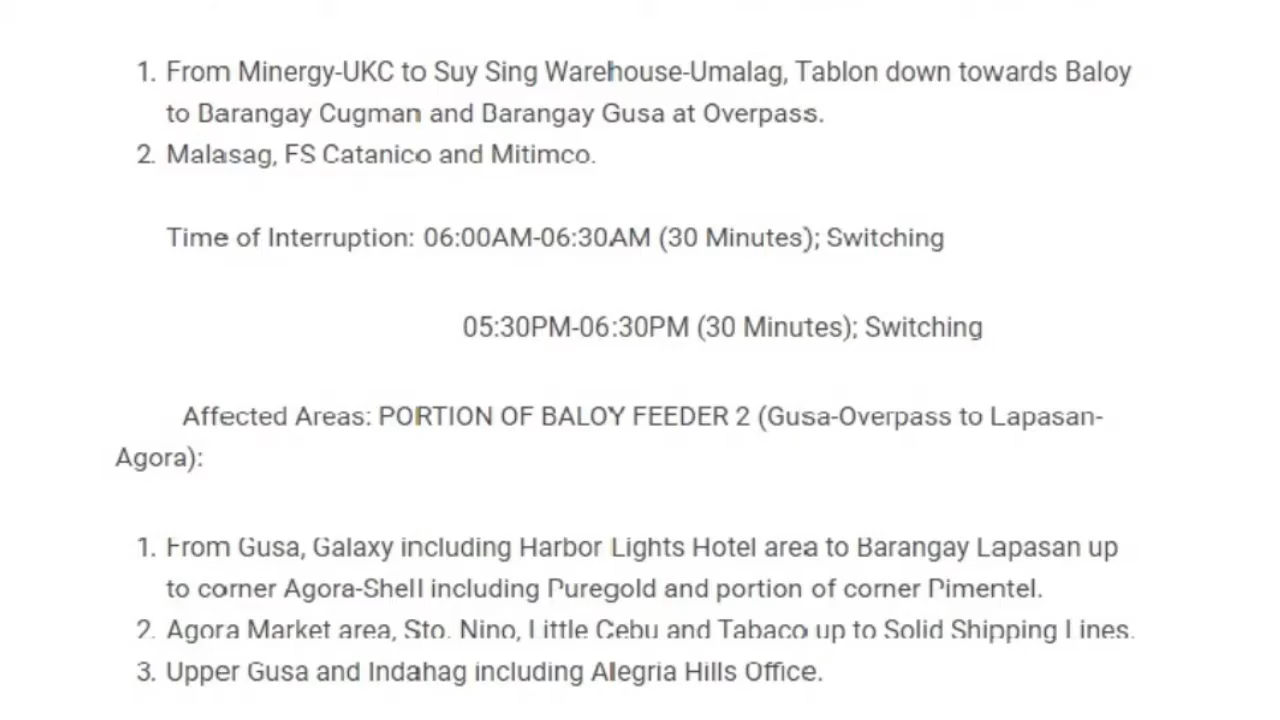 1. From Minergy-UKC to Suy Sing Warehouse-Umalag, Tablon down towards Baloy
to Barangay Cugman and Barangay Gusa at Overpass.
2. Malasag, FS Catanico and Mitimco.
Time of Interruption: 06:00AM-06:30AM (30 Minutes); Switching
05:30PM-06:30PM (30 Minutes); Switching
Affected Areas: PORTION OF BALOY FEEDER 2 (Gusa-Overpass to Lapasan-
Agora):
1. From Gusa, Galaxy including Harbor Lights Hotel area to Barangay Lapasan up
to corner Agora-Shell including Puregold and portion of corner Pimentel.
2. Agora Market area, Sto. Nino, Little Cebu and Tabaco up to Solid Shipping Lines.
3. Upper Gusa and Indahag including Alegria Hills Office.